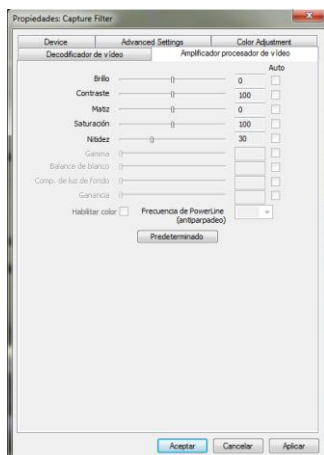 Propiedades: Capture Filter
Device Advanced Settings Color Adjustment
Decodificador de vídeo Amplificador procesador de vídeo
Auto
Brillo 0
Contraste 100
Matiz 0
Saturación 100
Nitidez 30
Gamma
Balance de blanco
Comp. de luz de fondo
Ganancia
Habilitar color Frecuencia de PowerLine
(antiparpadeo)
Predeterminado
Aceptar Cancelar Aplicar